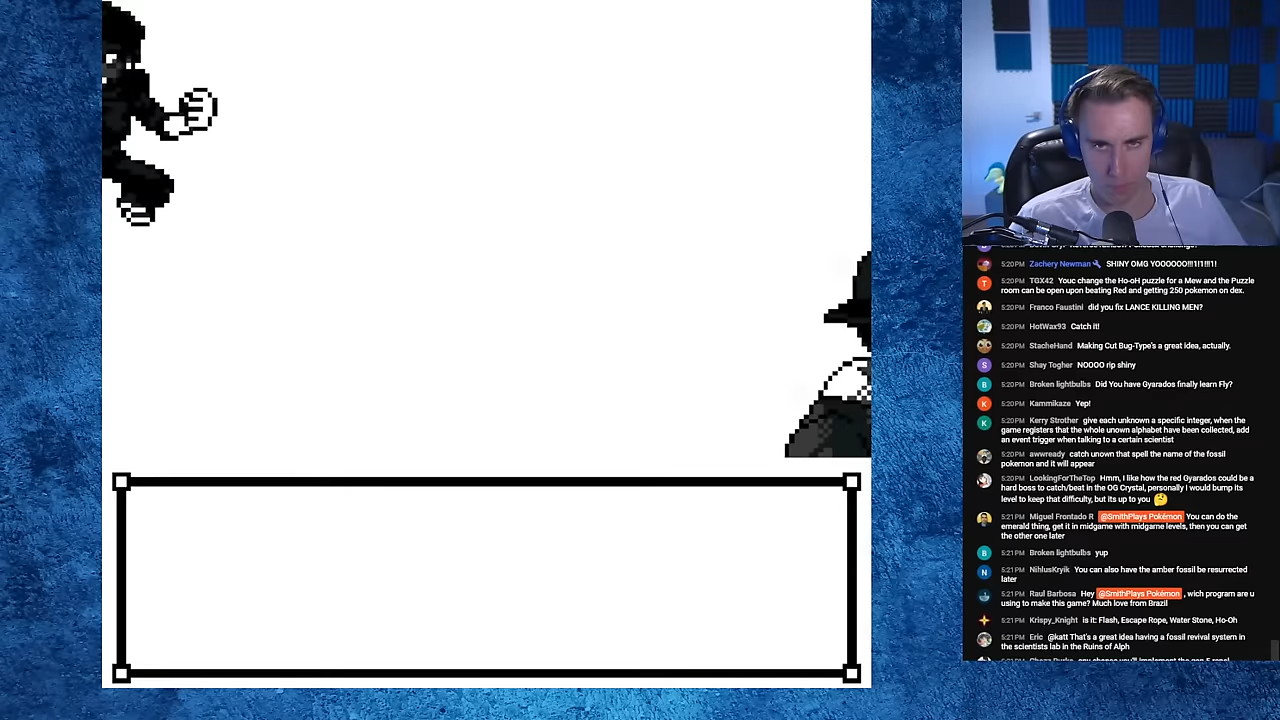 5:20PM Zachery Newman SHINY OMG YOOOOOO!!!1!1!!!1!
5:20PM TGX42 Youc change the Ho-oH puzzle for a Mew and the Puzzle
room can be open upon beating Red and getting 250 pokemon on dex.
5:20PM Franco Faustini did you fix LANCE KILLING MEN?
5:20PM HotWax93 Catch it!
5:20PM StacheHand Making Cut Bug-Type's a great idea, actually.
5:20PM Shay Togher NOOOO rip shiny
5:20PM Broken lightbulbs Did You have Gyarados finally learn Fly?
5:20PM Kammikaze Yep!
5:20PM Kerry Strother give each unknown a specific integer, when the
game registers that the whole unown alphabet have been collected, add
an event trigger when talking to a certain scientist
5:20PM awwready catch unown that spell the name of the fossil
pokemon and it will appear
5:20PM LookingForTheTop Hmm, I like how the red Gyarados could be a
hard boss to catch/beat in the OG Crystal, personally I would bump its
level to keep that difficulty, but its up to you 🤔
5:21PM Miguel Frontado R @SmithPlays Pokémon You can do the
emerald thing, get it in midgame with midgame levels, then you can get
the other one later
5:21PM Broken lightbulbs yup
5:21PM NihlusKryik You can also have the amber fossil be resurrected
later
5:21PM Raul Barbosa Hey @SmithPlays Pokémon , wich program are u
using to make this game? Much love from Brazil
5:21PM Krispy_Knight is it: Flash, Escape Rope, Water Stone, Ho-Oh
5:21PM Eric @katt That's a great idea having a fossil revival system in
the scientists lab in the Ruins of Alph